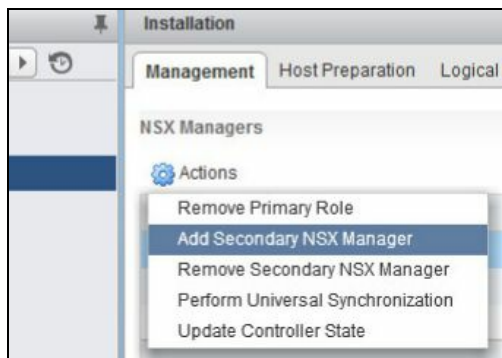 Installation
Management Host Preparation Logical
NSX Managers
Actions
Remove Primary Role
Add Secondary NSX Manager
Remove Secondary NSX Manager
Perform Universal Synchronization
Update Controller State